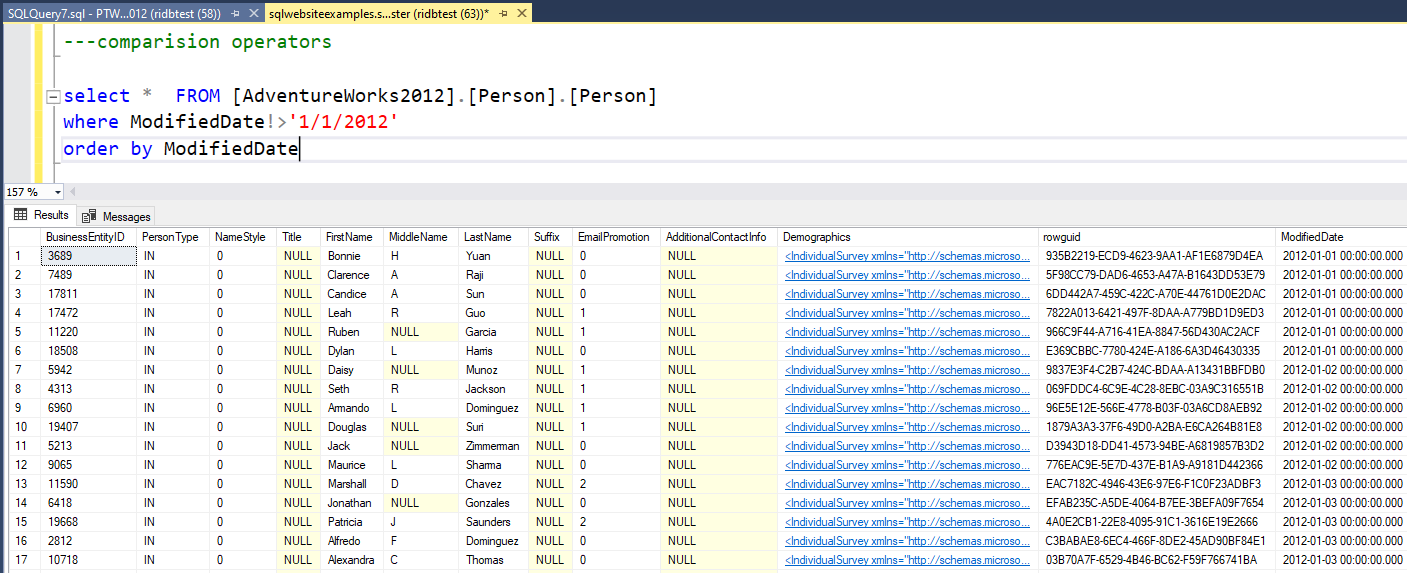 SQLQuery7.sql - PTW...012 (ridbtest (58)) sqlwebsiteexamples.s...ster (ridbtest (63))*
---comparision operators
select * FROM [AdventureWorks2012].[Person].[Person]
where ModifiedDate!>'1/1/2012'
order by ModifiedDate
157 %
Results Messages
BusinessEntityID PersonType NameStyle Title FirstName MiddleName LastName Suffix EmailPromotion AdditionalContactInfo Demographics rowguid ModifiedDate
1 3689 IN 0 NULL Bonnie H Yuan NULL 0 NULL <IndividualSurvey xmlns="http://schemas.microso... 935B2219-ECD9-4623-9AA1-AF1E6879D4EA 2012-01-01 00:00:00.000
2 7489 IN 0 NULL Clarence A Raji NULL 0 NULL <IndividualSurvey xmlns="http://schemas.microso... 5F98CC79-DAD6-4653-A47A-B1643DD53E79 2012-01-01 00:00:00.000
3 17811 IN 0 NULL Candice A Sun NULL 0 NULL <IndividualSurvey xmlns="http://schemas.microso... 6DD442A7-459C-422C-A70E-44761D0E2DAC 2012-01-01 00:00:00.000
4 17472 IN 0 NULL Leah R Guo NULL 1 NULL <IndividualSurvey xmlns="http://schemas.microso... 7822A013-6421-497F-8DAA-A779BD1D9ED3 2012-01-01 00:00:00.000
5 11220 IN 0 NULL Ruben NULL Garcia NULL 1 NULL <IndividualSurvey xmlns="http://schemas.microso... 966C9F44-A716-41EA-8847-56D430AC2ACF 2012-01-01 00:00:00.000
6 18508 IN 0 NULL Dylan L Harris NULL 0 NULL <IndividualSurvey xmlns="http://schemas.microso... E369CBBC-7780-424E-A186-6A3D46430335 2012-01-01 00:00:00.000
7 5942 IN 0 NULL Daisy NULL Munoz NULL 1 NULL <IndividualSurvey xmlns="http://schemas.microso... 9837E3F4-C2B7-424C-BDAA-A13431BBFDB0 2012-01-01 00:00:00.000
8 4313 IN 0 NULL Seth R Jackson NULL 1 NULL <IndividualSurvey xmlns="http://schemas.microso... 069FDDC4-6C9E-4C28-8EBC-03A9C316551B 2012-01-02 00:00:00.000
9 6960 IN 0 NULL Armando L Dominguez NULL 1 NULL <IndividualSurvey xmlns="http://schemas.microso... 96E5E12E-566E-4778-B03F-03A6CD8AEB92 2012-01-02 00:00:00.000
10 19407 IN 0 NULL Douglas NULL Suri NULL 1 NULL <IndividualSurvey xmlns="http://schemas.microso... 1879A3A3-37F6-49D0-A2BA-E6CA264B81E8 2012-01-02 00:00:00.000
11 5213 IN 0 NULL Jack NULL Zimmerman NULL 0 NULL <IndividualSurvey xmlns="http://schemas.microso... D3943D18-DD41-4573-94BE-A6819857B3D2 2012-01-02 00:00:00.000
12 9065 IN 0 NULL Maurice L Sharma NULL 0 NULL <IndividualSurvey xmlns="http://schemas.microso... 776EAC9E-5E7D-437E-B1A9-A9181D442366 2012-01-02 00:00:00.000
13 11590 IN 0 NULL Marshall D Chavez NULL 2 NULL <IndividualSurvey xmlns="http://schemas.microso... EAC7182C-4946-43E6-97E6-F1C0F23ADBF3 2012-01-03 00:00:00.000
14 6418 IN 0 NULL Jonathan NULL Gonzales NULL 0 NULL <IndividualSurvey xmlns="http://schemas.microso... EFAB235C-A5DE-4064-B7EE-3BEFA09F7654 2012-01-03 00:00:00.000
15 19668 IN 0 NULL Patricia J Saunders NULL 2 NULL <IndividualSurvey xmlns="http://schemas.microso... 4A0E2CB1-22E8-4095-91C1-3616E19E2666 2012-01-03 00:00:00.000
16 2812 IN 0 NULL Alfredo F Dominguez NULL 0 NULL <IndividualSurvey xmlns="http://schemas.microso... C3BABAE8-6EC4-466F-8DE2-45AD90BF84E1 2012-01-03 00:00:00.000
17 10718 IN 0 NULL Alexandra C Thomas NULL 0 NULL <IndividualSurvey xmlns="http://schemas.microso... 03B70A7F-6529-4B46-BC62-F59F766741BA 2012-01-03 00:00:00.000